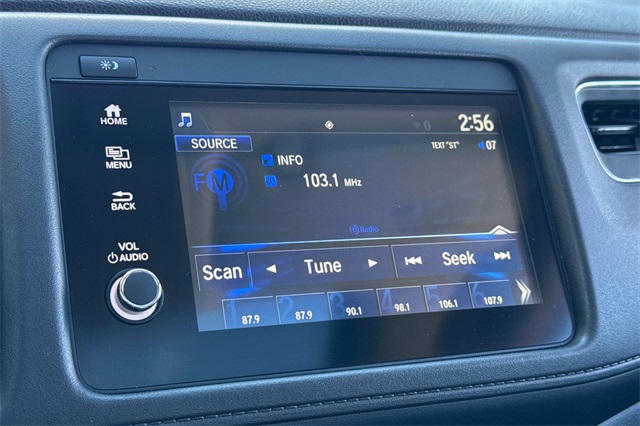 HOME
MENU
BACK
VOL
AUDIO
2:56
SOURCE
TEXT "ST"
07
INFO
FM
103.1 MHz
HD Radio
Scan
Tune
Seek
1 87.9
2 87.9
3 90.1
4 98.1
5 106.1
6 107.9